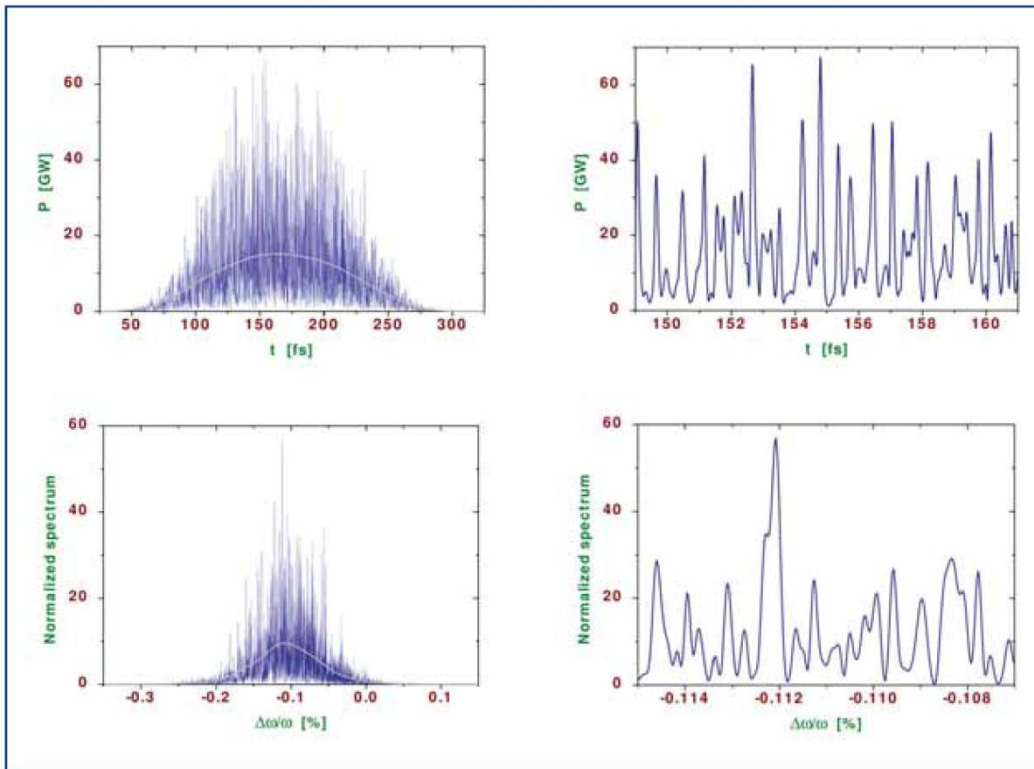 60
40
20
0
P [GW]
50 100 150 200 250 300
t [fs]
60
40
20
0
P [GW]
150 152 154 156 158 160
t [fs]
60
40
20
0
Normalized spectrum
-0.3 -0.2 -0.1 0.0 0.1
Δω/ω [%]
60
40
20
0
Normalized spectrum
-0.114 -0.112 -0.110 -0.108
Δω/ω [%]